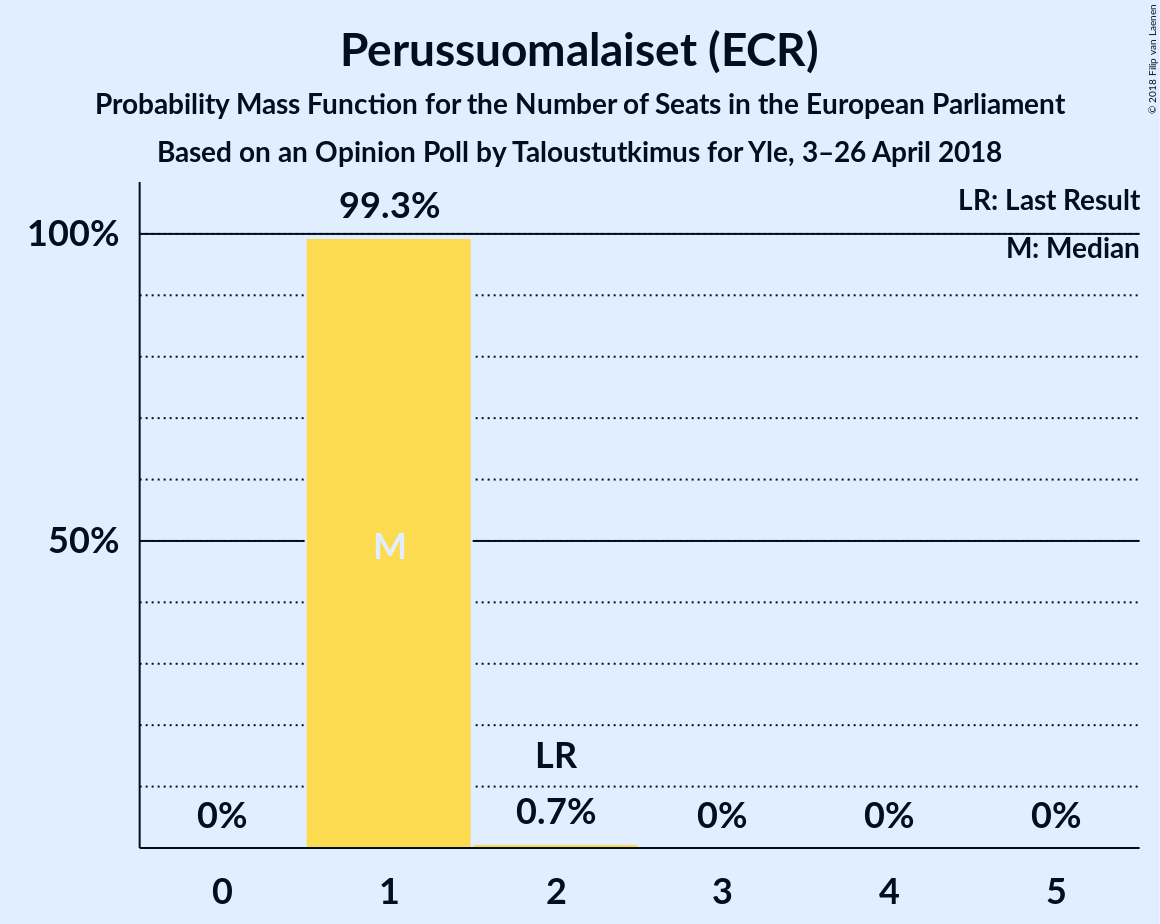 Perussuomalaiset (ECR)
Probability Mass Function for the Number of Seats in the European Parliament
Based on an Opinion Poll by Taloustutkimus for Yle, 3–26 April 2018
© 2018 Filip van Laenen
LR: Last Result
M: Median
100%
50%
99.3%
M
LR
0%
0.7%
0%
0%
0%
0
1
2
3
4
5